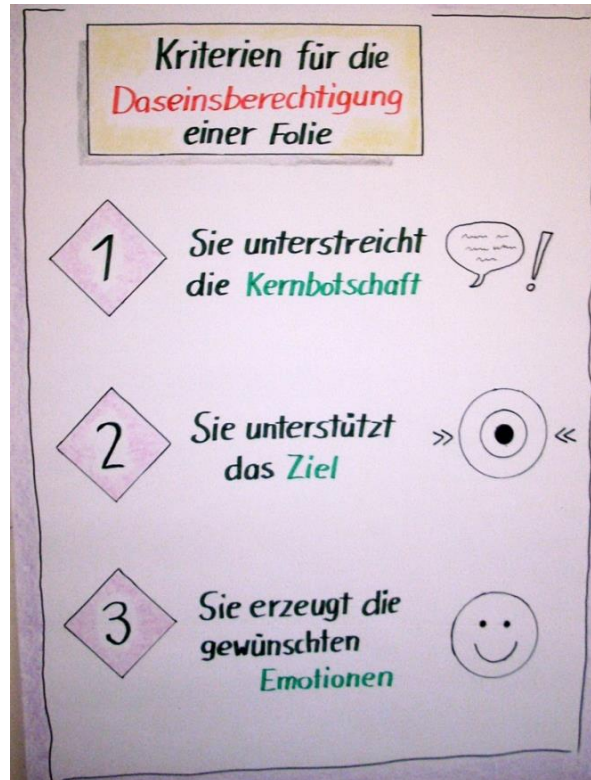 Kriterien für die
Daseinsberechtigung
einer Folie
1
Sie unterstreicht
die Kernbotschaft
2
Sie unterstützt
das Ziel
3
Sie erzeugt die
gewünschten
Emotionen